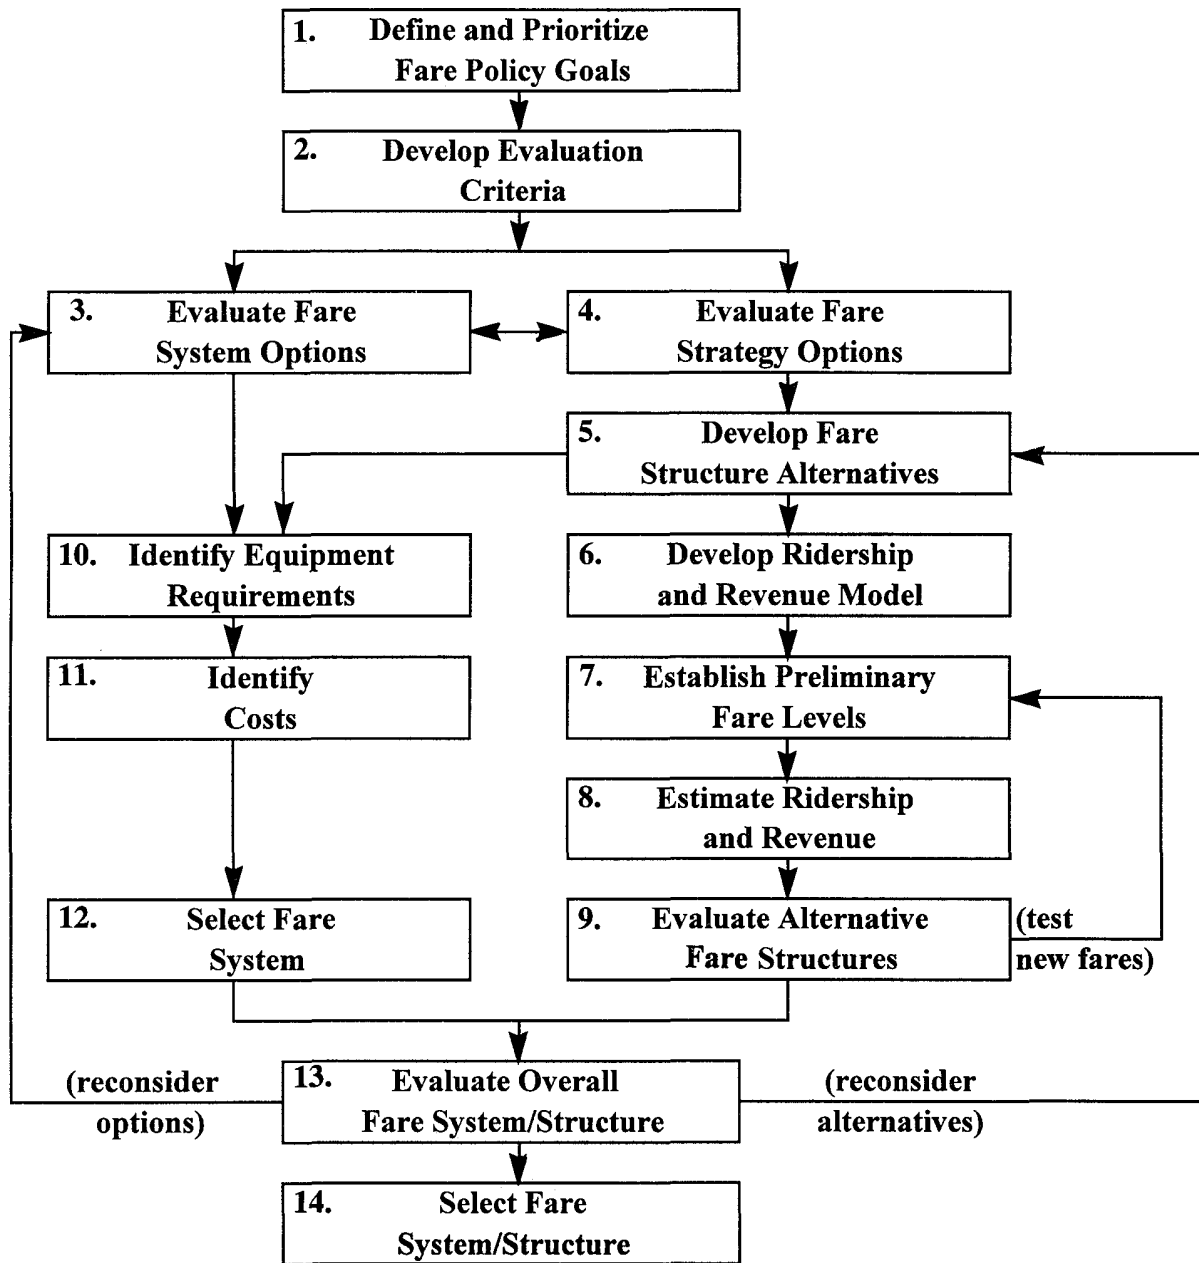 1. Define and Prioritize
Fare Policy Goals
2. Develop Evaluation
Criteria
3. Evaluate Fare
System Options
4. Evaluate Fare
Strategy Options
5. Develop Fare
Structure Alternatives
10. Identify Equipment
Requirements
6. Develop Ridership
and Revenue Model
11. Identify
Costs
7. Establish Preliminary
Fare Levels
8. Estimate Ridership
and Revenue
12. Select Fare
System
9. Evaluate Alternative
Fare Structures
(test
new fares)
13. Evaluate Overall
Fare System/Structure
(reconsider
options)
(reconsider
alternatives)
14. Select Fare
System/Structure